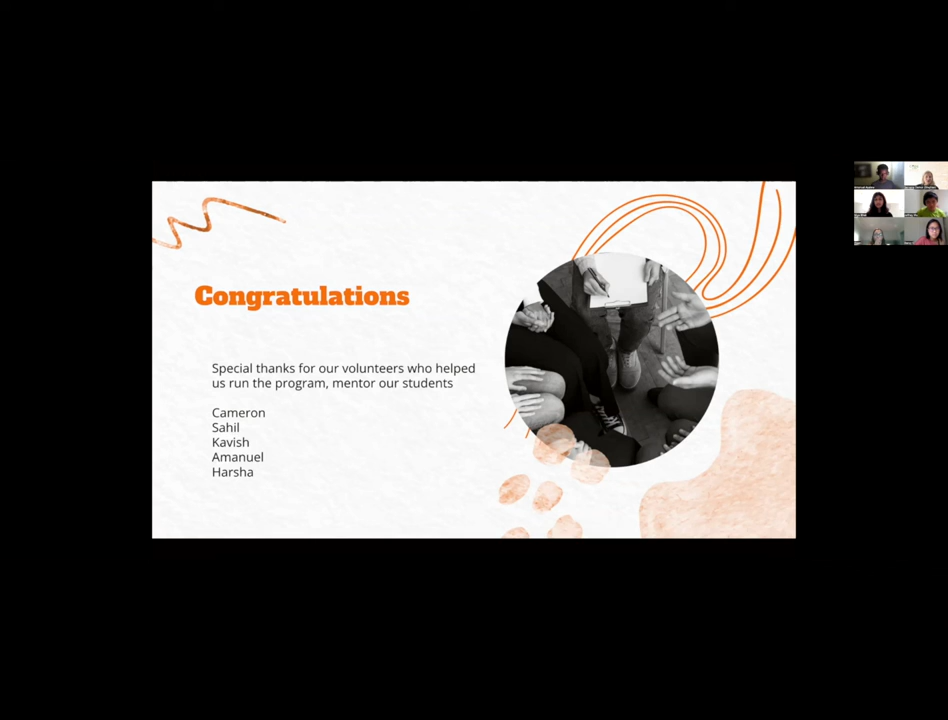 Congratulations
Special thanks for our volunteers who helped
us run the program, mentor our students
Cameron
Sahil
Kavish
Amanuel
Harsha